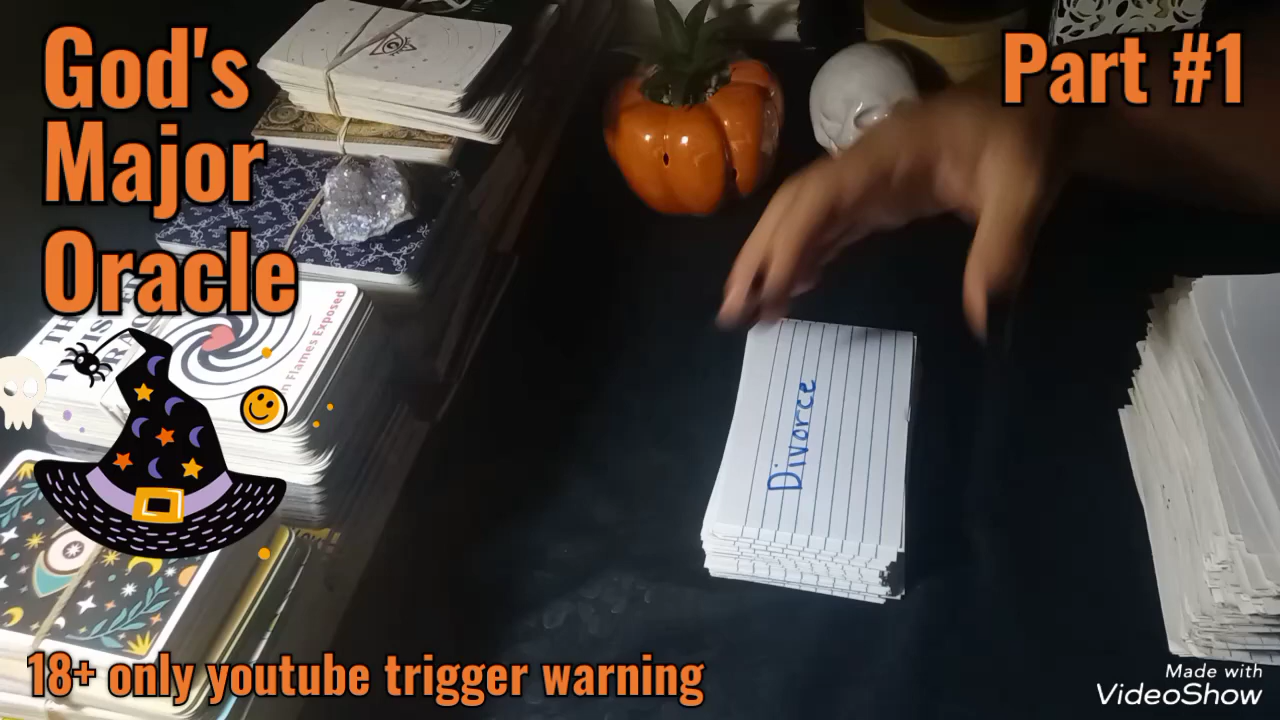 God's
Major
Oracle
Part #1
n Flames Exposed
Divorce
18+ only youtube trigger warning
Made with
VideoShow